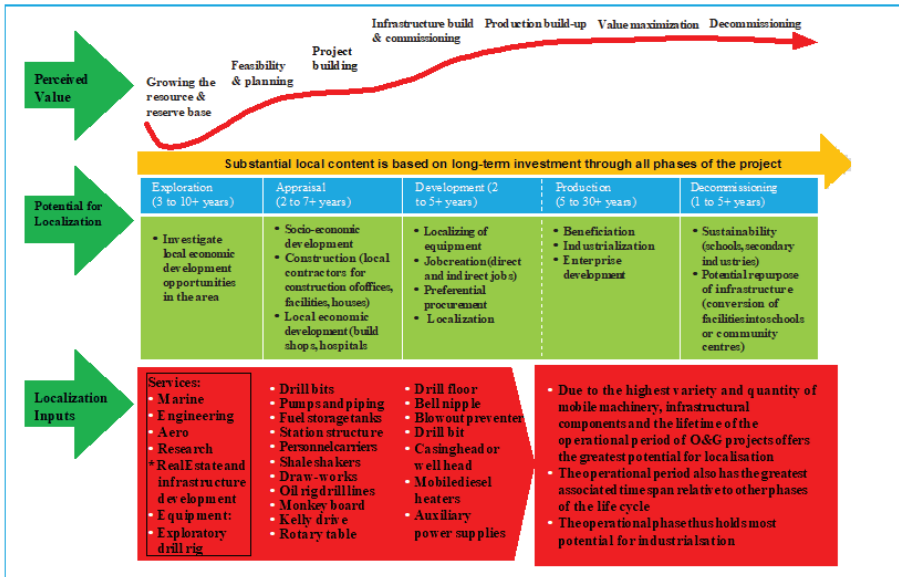 Perceived
Value
Growing the
resource &
reserve base
Feasibility
& planning
Project
building
Infrastructure build
& commissioning
Production build-up
Value maximization
Decommissioning
Substantial local content is based on long-term investment through all phases of the project
Potential for
Localization
Exploration
(3 to 10+ years)
Appraisal
(2 to 7+ years)
Development (2
to 5+ years)
Production
(5 to 30+ years)
Decommissioning
(1 to 5+ years)
• Investigate
local economic
development
opportunities
in the area
• Socio-economic
development
• Construction (local
contractors for
construction of offices,
facilities, houses)
• Local economic
development (build
shops, hospitals
• Localizing of
equipment
• Jobcreation (direct
and indirect jobs)
• Preferential
procurement
• Localization
• Beneficiation
• Industrialization
• Enterprise
development
• Sustainability
(schools, secondary
industries)
• Potential repurpose
of infrastructure
(conversion of
facilities into schools
or community
centres)
Localization
Inputs
Services:
• Marine
• Engineering
• Aero
• Research
*Real Estate and
infrastructure
development
• Equipment:
• Exploratory
drill rig
• Drill bits
• Pumps and piping
• Fuel storage tanks
• Station structure
• Personnel carriers
• Shale shakers
• Draw-works
• Oil rig drill lines
• Monkey board
• Kelly drive
• Rotary table
• Drill floor
• Bell nipple
• Blowout preventer
• Drill bit
• Casing head or
well head
• Mobile diesel
heaters
• Auxiliary
power supplies
• Due to the highest variety and quantity of
mobile machinery, infrastructural
components and the lifetime of the
operational period of O&G projects offers
the greatest potential for localisation
• The operational period also has the greatest
associated time span relative to other phases
of the life cycle
• The operational phase thus holds most
potential for industrialsation